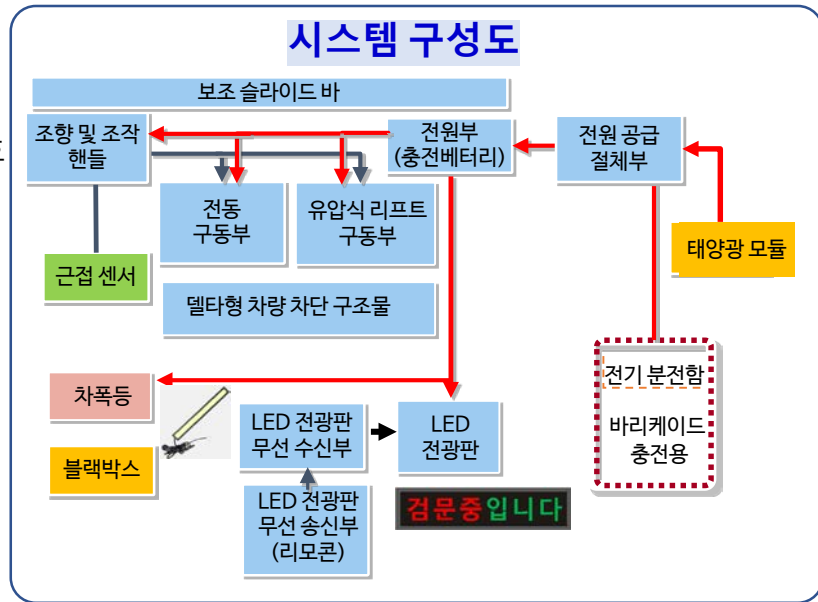 시스템 구성도
보조 슬라이드 바
조향 및 조작
핸들
전원부
(충전베터리)
전원 공급
절체부
전동
구동부
유압식 리프트
구동부
태양광 모듈
근접 센서
델타형 차량 차단 구조물
전기 분전함
바리케이드
충전용
차폭등
블랙박스
LED 전광판
무선 수신부
LED
전광판
LED 전광판
무선 송신부
(리모콘)
검문중입니다